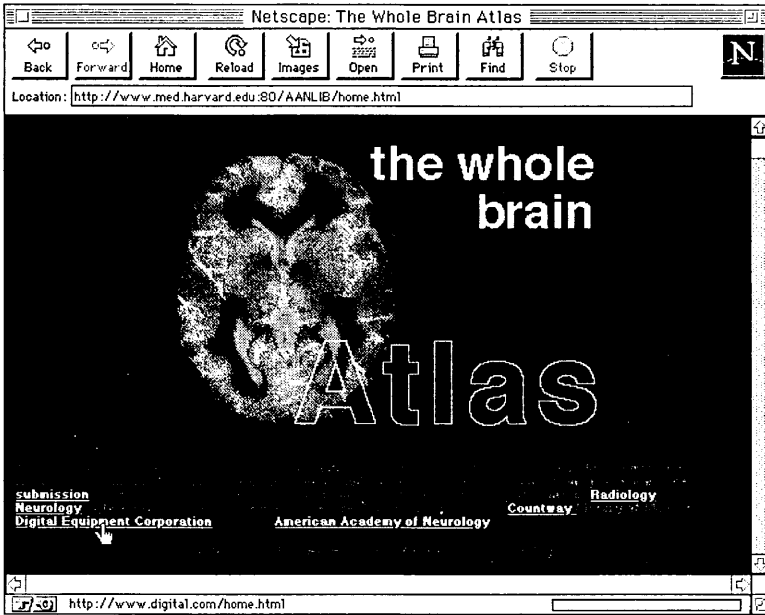 Netscape: The Whole Brain Atlas
Back Forward Home Reload Images Open Print Find Stop
N
Location: http://www.med.harvard.edu:80/AANLIB/home.html
the whole
brain
Atlas
submission
Radiology
Neurology
Countway
Digital Equipment Corporation
American Academy of Neurology
http://www.digital.com/home.html